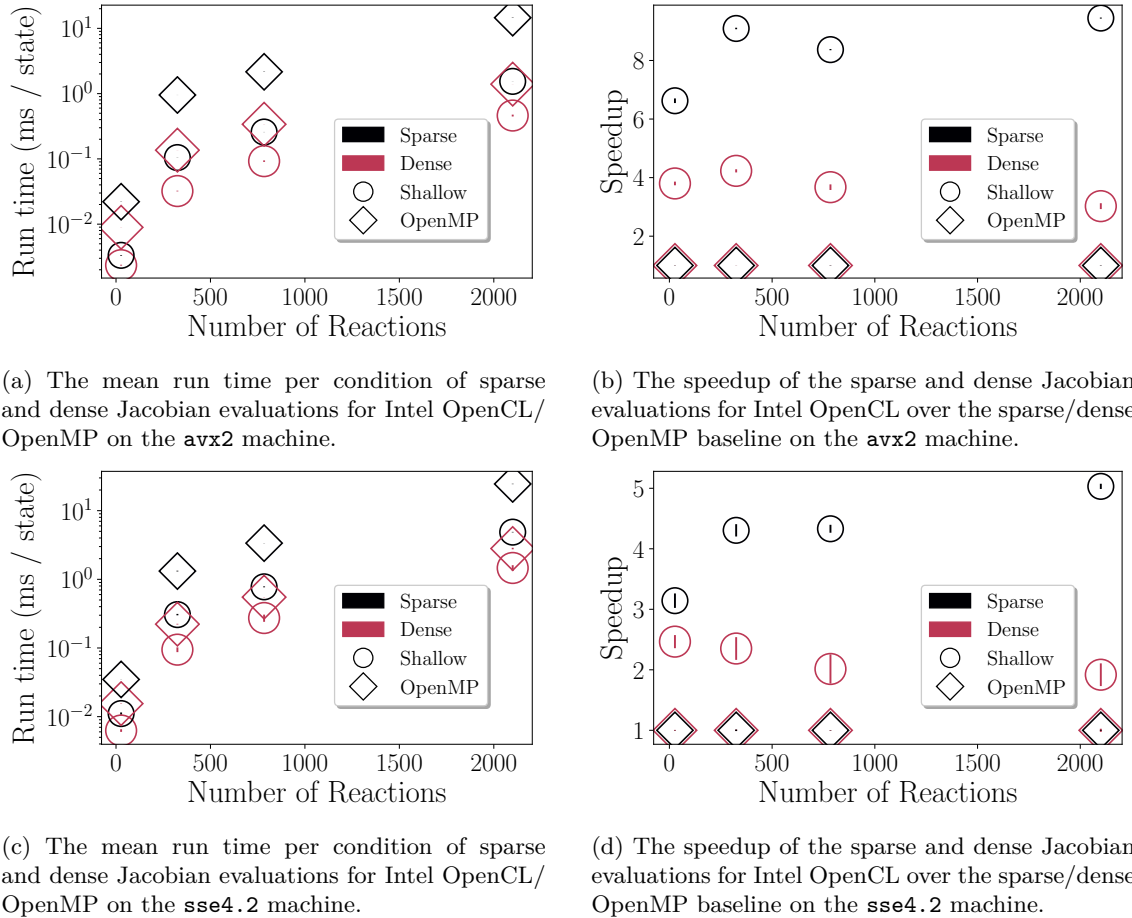 10^1
10^0
10^-1
10^-2
Run time (ms / state)
Sparse
Dense
Shallow
OpenMP
0 500 1000 1500 2000
Number of Reactions
8
6
4
2
Speedup
Sparse
Dense
Shallow
OpenMP
0 500 1000 1500 2000
Number of Reactions
(a) The mean run time per condition of sparse
and dense Jacobian evaluations for Intel OpenCL/
OpenMP on the avx2 machine.
(b) The speedup of the sparse and dense Jacobian
evaluations for Intel OpenCL over the sparse/dense
OpenMP baseline on the avx2 machine.
10^1
10^0
10^-1
10^-2
Run time (ms / state)
Sparse
Dense
Shallow
OpenMP
0 500 1000 1500 2000
Number of Reactions
5
4
3
2
1
Speedup
Sparse
Dense
Shallow
OpenMP
0 500 1000 1500 2000
Number of Reactions
(c) The mean run time per condition of sparse
and dense Jacobian evaluations for Intel OpenCL/
OpenMP on the sse4.2 machine.
(d) The speedup of the sparse and dense Jacobian
evaluations for Intel OpenCL over the sparse/dense
OpenMP baseline on the sse4.2 machine.